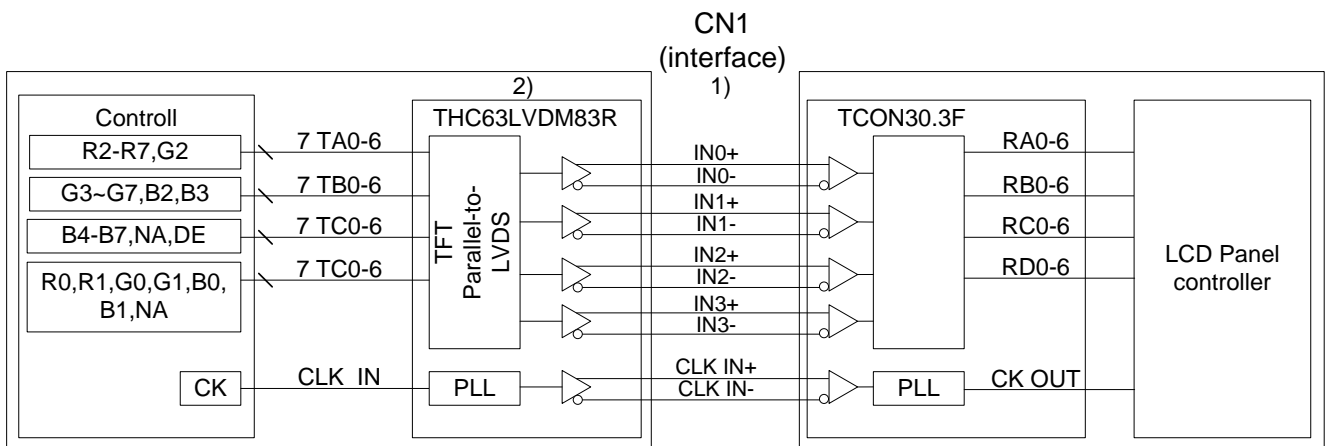 CN1
(interface)
1)
2)
Controll
R2-R7,G2
G3~G7,B2,B3
B4-B7,NA,DE
R0,R1,G0,G1,B0,
B1,NA
CK
7 TA0-6
7 TB0-6
7 TC0-6
7 TC0-6
CLK IN
THC63LVDM83R
TFT
Parallel-to-
LVDS
PLL
IN0+
IN0-
IN1+
IN1-
IN2+
IN2-
IN3+
IN3-
CLK IN+
CLK IN-
TCON30.3F
PLL
RA0-6
RB0-6
RC0-6
RD0-6
CK OUT
LCD Panel
controller